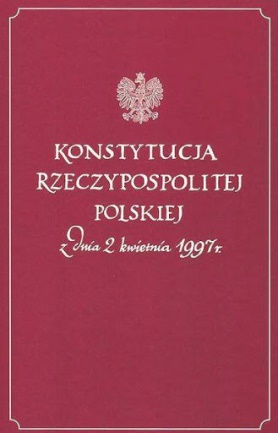 KONSTYTUCJA
RZECZYPOSPOLITEJ
POLSKIEJ
z dnia 2 kwietnia 1997 r.